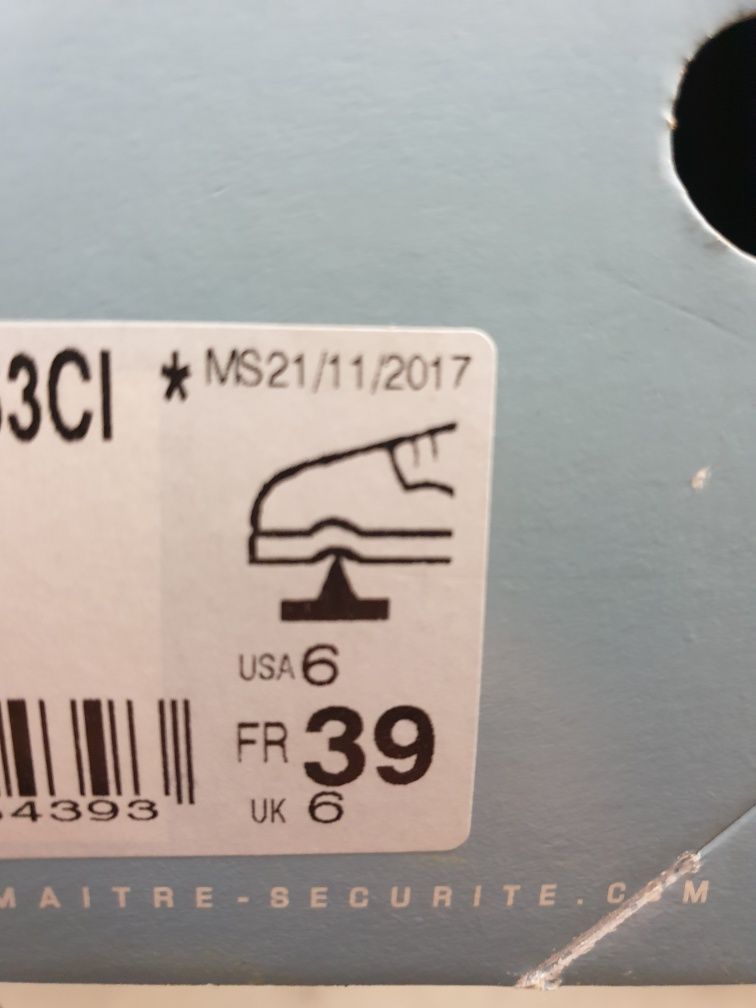 3CI * MS21/11/2017
USA 6
FR 39
UK 6
4393
MAITRE-SECURITE.COM